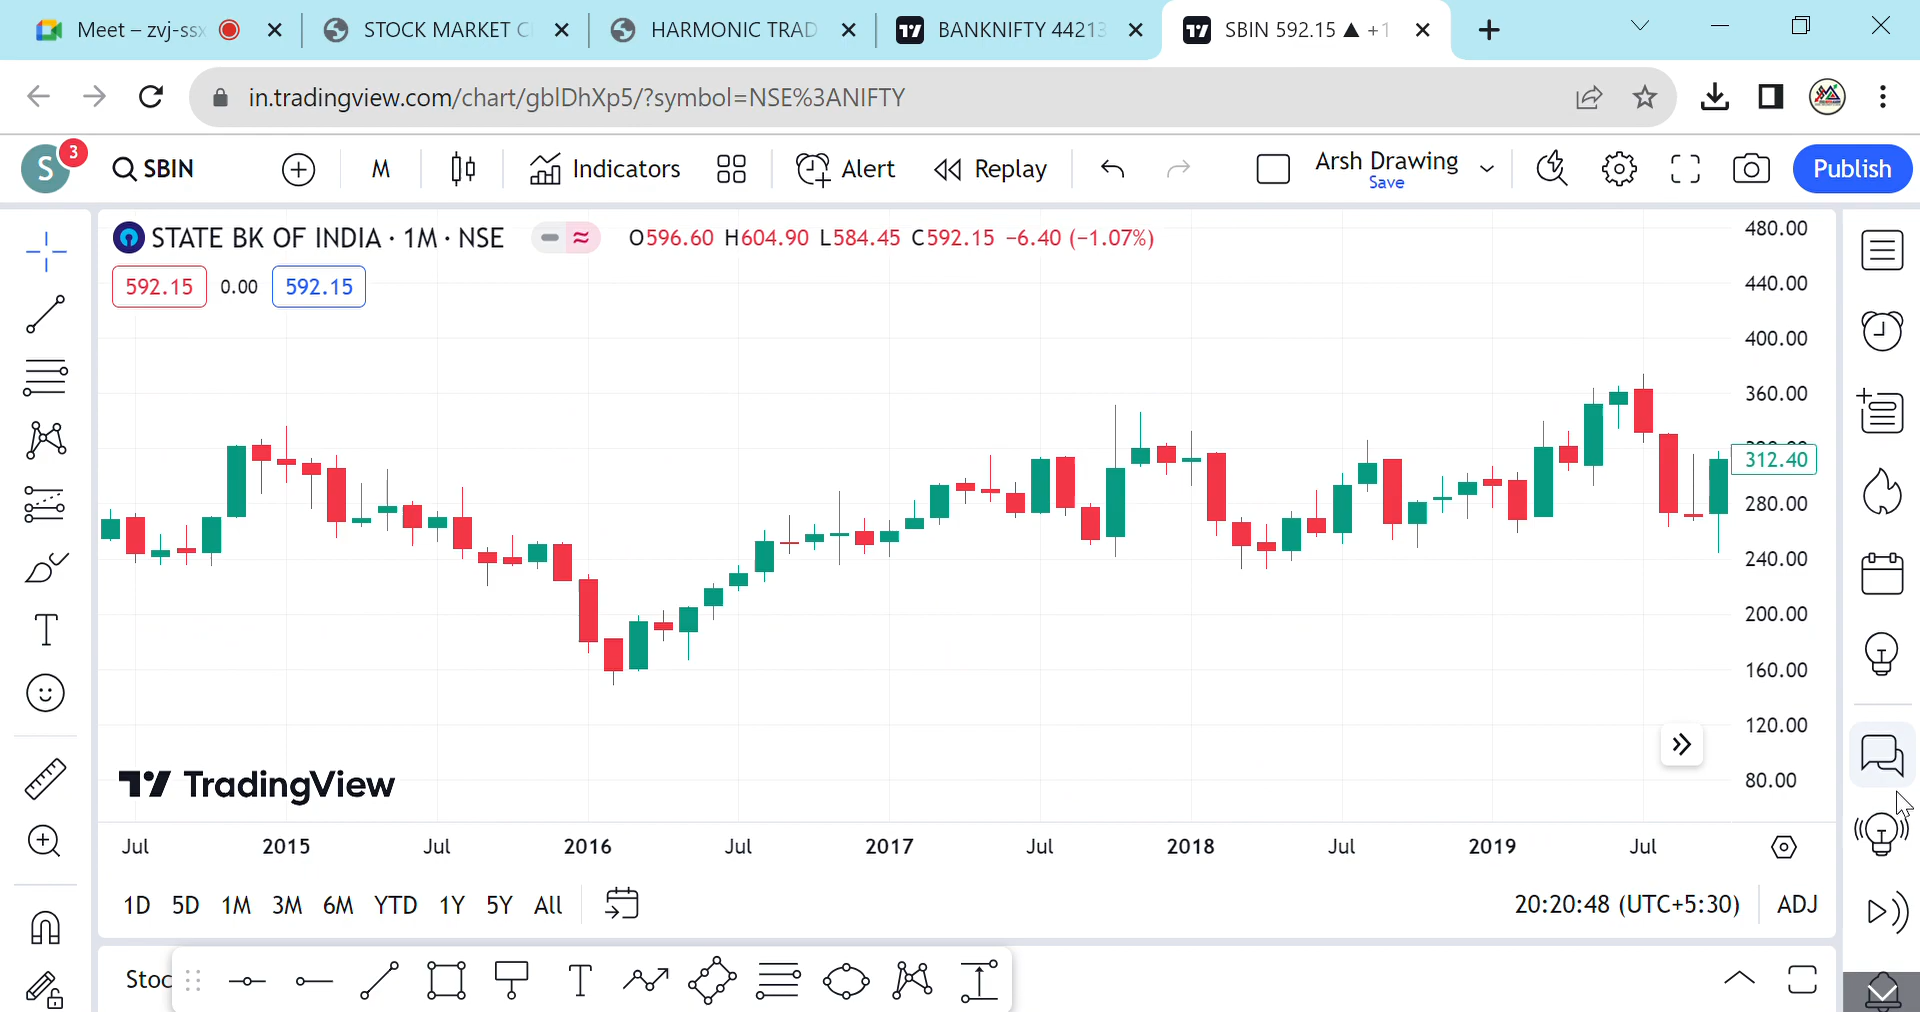 Meet – zvj-ssx
STOCK MARKET C
HARMONIC TRAD
BANKNIFTY 44213
SBIN 592.15 ▲ +1
in.tradingview.com/chart/gblDhXp5/?symbol=NSE%3ANIFTY
S
3
SBIN
M
Indicators
Alert
Replay
Arsh Drawing
Save
Publish
STATE BK OF INDIA · 1M · NSE
O596.60 H604.90 L584.45 C592.15 −6.40 (−1.07%)
592.15
0.00
592.15
480.00
440.00
400.00
360.00
312.40
280.00
240.00
200.00
160.00
120.00
80.00
TradingView
Jul 2015 Jul 2016 Jul 2017 Jul 2018 Jul 2019 Jul
1D 5D 1M 3M 6M YTD 1Y 5Y All
20:20:48 (UTC+5:30)
ADJ
Stoc